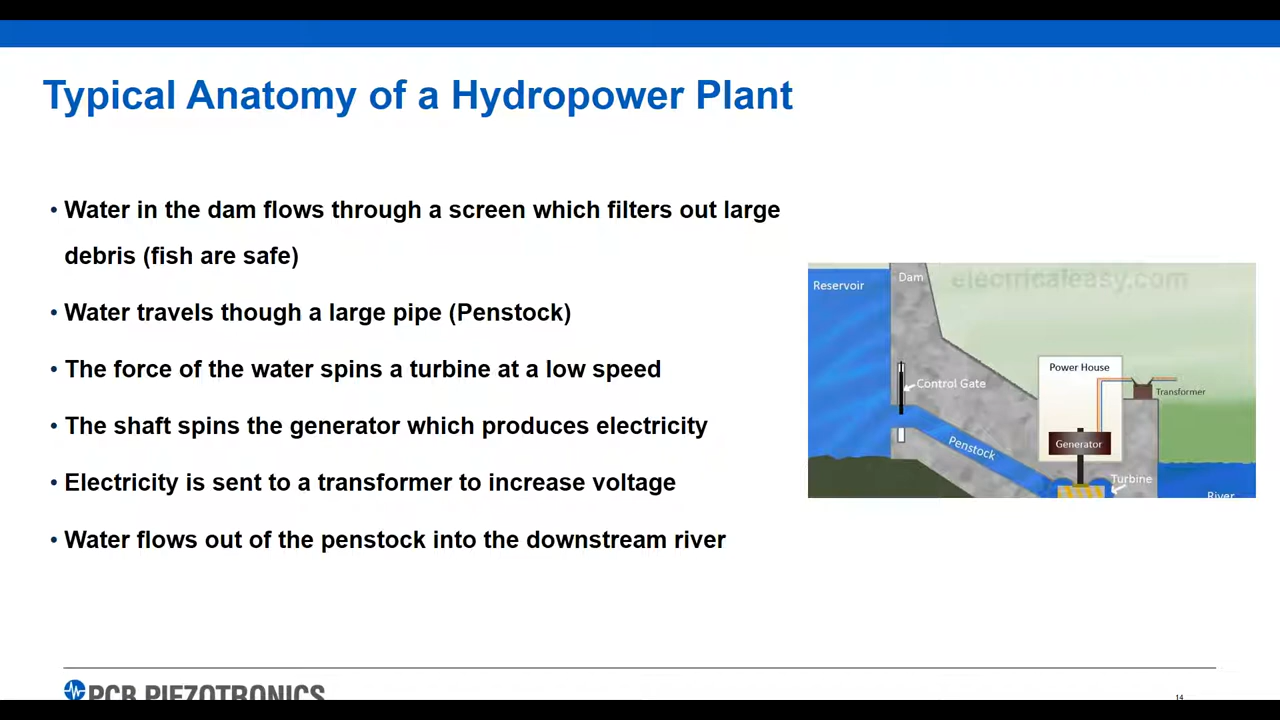 Typical Anatomy of a Hydropower Plant
• Water in the dam flows through a screen which filters out large
debris (fish are safe)
• Water travels though a large pipe (Penstock)
• The force of the water spins a turbine at a low speed
• The shaft spins the generator which produces electricity
• Electricity is sent to a transformer to increase voltage
• Water flows out of the penstock into the downstream river
electricaleasy.com
Reservoir
Dam
Control Gate
Power House
Transformer
Generator
Penstock
Turbine
River
PCB PIEZOTRONICS
14